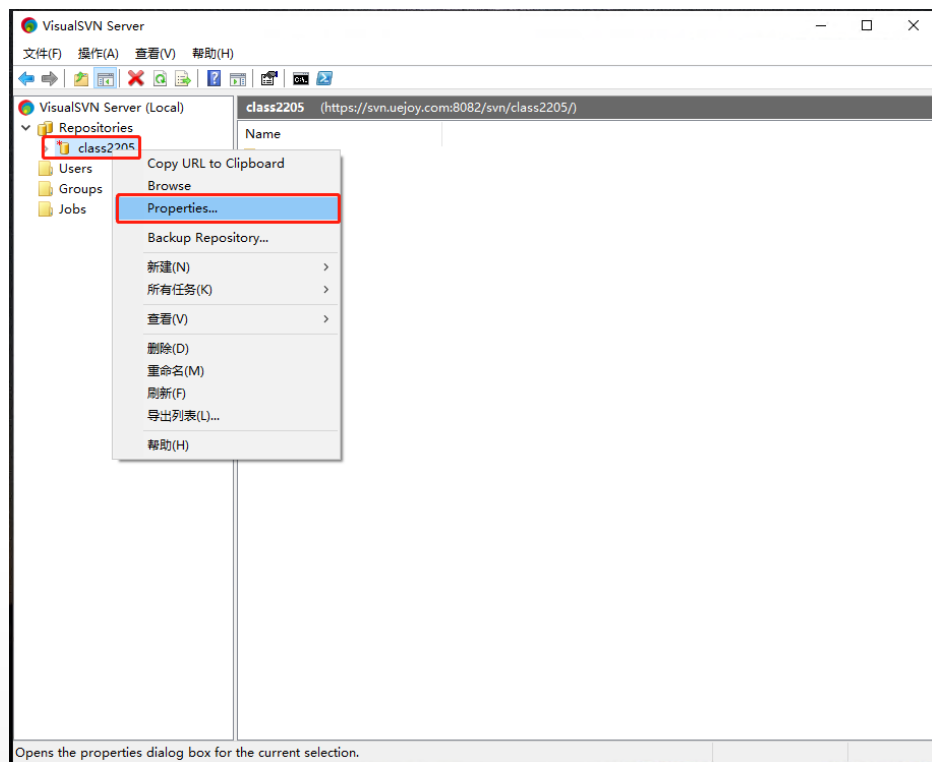 VisualSVN Server
文件(F) 操作(A) 查看(V) 帮助(H)
VisualSVN Server (Local)
Repositories
class2205
Users
Groups
Jobs
class2205 (https://svn.uejoy.com:8082/svn/class2205/)
Name
Copy URL to Clipboard
Browse
Properties...
Backup Repository...
新建(N)
所有任务(K)
查看(V)
删除(D)
重命名(M)
刷新(F)
导出列表(L)...
帮助(H)
Opens the properties dialog box for the current selection.